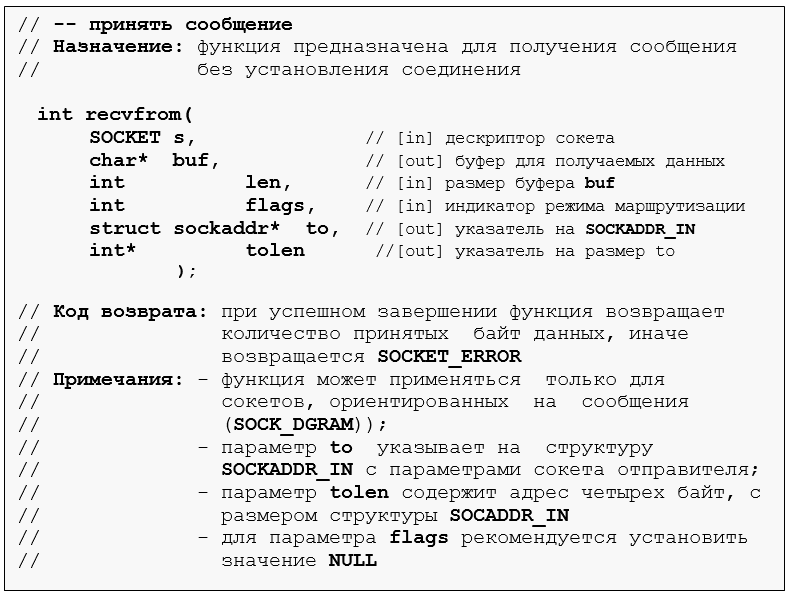 // -- принять сообщение
// Назначение: функция предназначена для получения сообщения
// без установления соединения
int recvfrom(
SOCKET s, // [in] дескриптор сокета
char* buf, // [out] буфер для получаемых данных
int len, // [in] размер буфера buf
int flags, // [in] индикатор режима маршрутизации
struct sockaddr* to, // [out] указатель на SOCKADDR_IN
int* tolen //[out] указатель на размер to
);
// Код возврата: при успешном завершении функция возвращает
// количество принятых байт данных, иначе
// возвращается SOCKET_ERROR
// Примечания: – функция может применяться только для
// сокетов, ориентированных на сообщения
// (SOCK_DGRAM));
// – параметр to указывает на структуру
// SOCKADDR_IN с параметрами сокета отправителя;
// – параметр tolen содержит адрес четырех байт, с
// размером структуры SOCADDR_IN
// – для параметра flags рекомендуется установить
// значение NULL